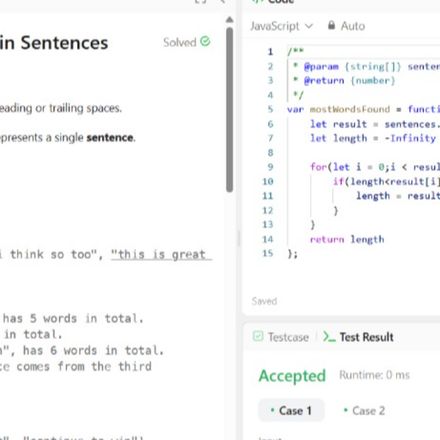 Code
in Sentences
Solved
eading or trailing spaces.
presents a single sentence.
i think so too", "this is great
has 5 words in total.
in total.
", has 6 words in total.
ce comes from the third
JavaScript
Auto
1 /**
2 * @param {string[]} senten
3 * @return {number}
4 */
5 var mostWordsFound = functi
6 let result = sentences.
7 let length = -Infinity
8
9 for(let i = 0;i < resul
10 if(length<result[i]
11 length = result
12 }
13 }
14 return length
15 };
Saved
Testcase
>_ Test Result
Accepted
Runtime: 0 ms
• Case 1
• Case 2